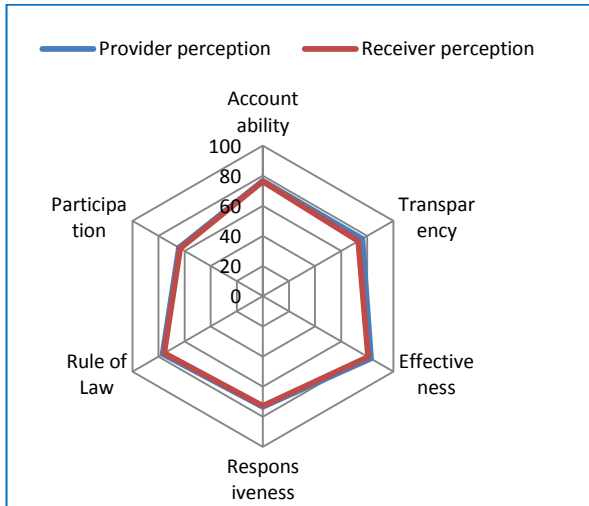 Provider perception
Receiver perception
Account
ability
100
80
60
40
20
0
Transpar
ency
Effective
ness
Respons
iveness
Rule of
Law
Participa
tion